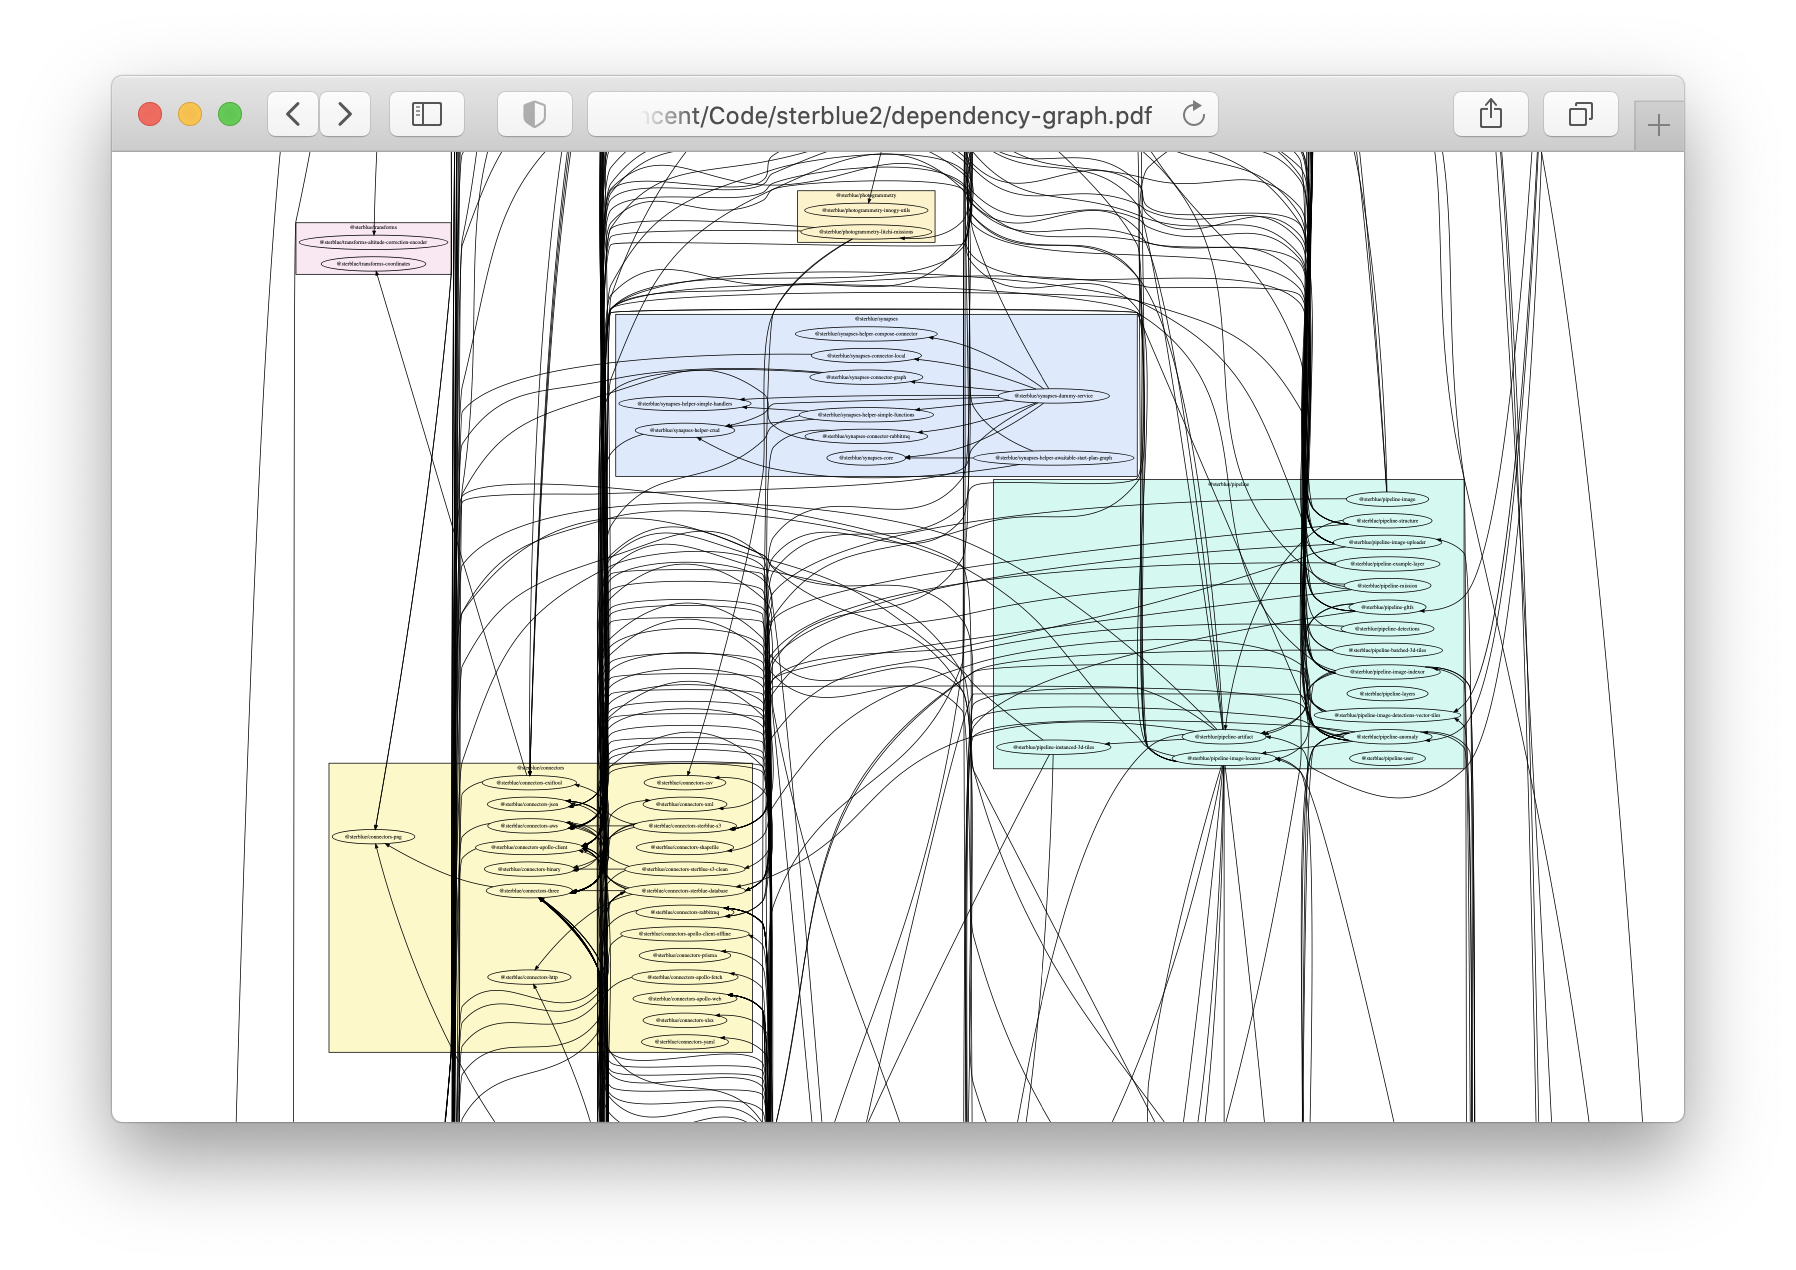 ncent/Code/sterblue2/dependency-graph.pdf
@sterblue/photogrammetry
@sterblue/photogrammetry-innogy-utils
@sterblue/photogrammetry-litchi-missions
@sterblue/transforms
@sterblue/transforms-altitude-correction-encoder
@sterblue/transforms-coordinates
@sterblue/synapses
@sterblue/synapses-helper-compose-connector
@sterblue/synapses-connector-local
@sterblue/synapses-connector-graph
@sterblue/synapses-dummy-service
@sterblue/synapses-helper-simple-handlers
@sterblue/synapses-helper-simple-functions
@sterblue/synapses-helper-crud
@sterblue/synapses-connector-rabbitmq
@sterblue/synapses-core
@sterblue/synapses-helper-awaitable-start-plan-graph
@sterblue/pipeline
@sterblue/pipeline-image
@sterblue/pipeline-structure
@sterblue/pipeline-image-uploader
@sterblue/pipeline-example-layer
@sterblue/pipeline-mission
@sterblue/pipeline-gltfs
@sterblue/pipeline-detections
@sterblue/pipeline-batched-3d-tiles
@sterblue/pipeline-image-indexor
@sterblue/pipeline-layers
@sterblue/pipeline-image-detections-vector-tiles
@sterblue/pipeline-artifact
@sterblue/pipeline-anomaly
@sterblue/pipeline-instanced-3d-tiles
@sterblue/pipeline-image-locator
@sterblue/pipeline-user
@sterblue/connectors
@sterblue/connectors-exiftool
@sterblue/connectors-csv
@sterblue/connectors-json
@sterblue/connectors-xml
@sterblue/connectors-aws
@sterblue/connectors-sterblue-s3
@sterblue/connectors-png
@sterblue/connectors-apollo-client
@sterblue/connectors-shapefile
@sterblue/connectors-binary
@sterblue/connectors-sterblue-s3-clean
@sterblue/connectors-three
@sterblue/connectors-sterblue-database
@sterblue/connectors-rabbitmq
@sterblue/connectors-apollo-client-offline
@sterblue/connectors-prisma
@sterblue/connectors-http
@sterblue/connectors-apollo-fetch
@sterblue/connectors-apollo-web
@sterblue/connectors-xlsx
@sterblue/connectors-yaml